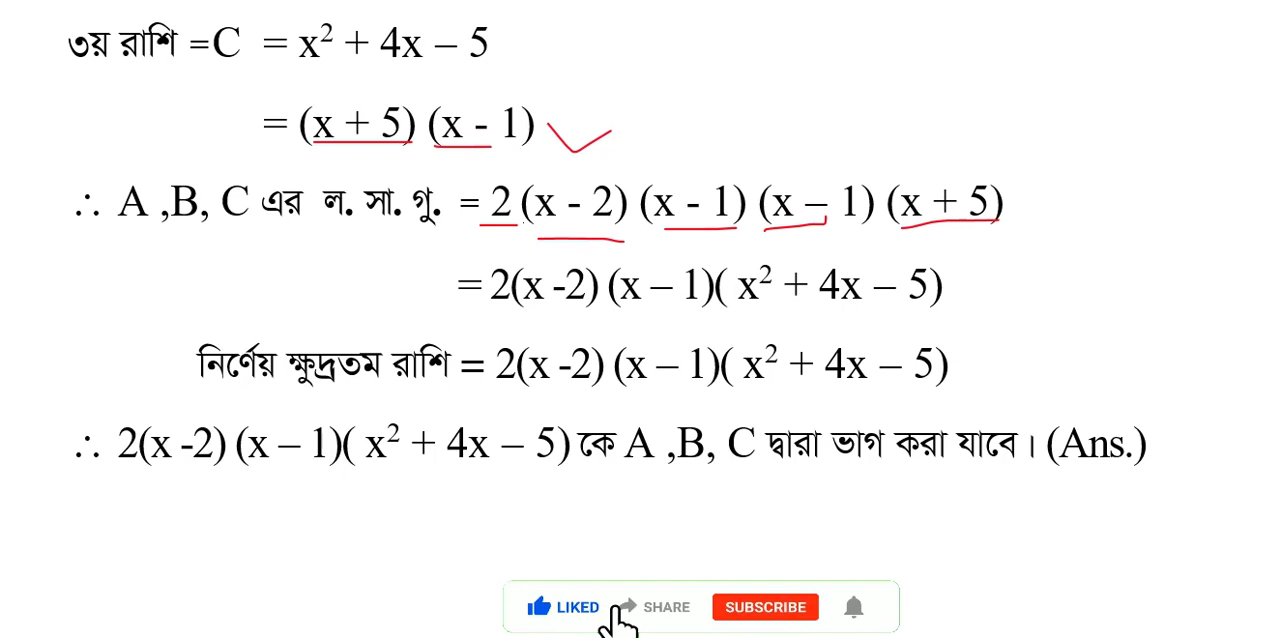 ৩য় রাশি =C = x² + 4x – 5
= (x + 5) (x - 1)
∴ A ,B, C এর ল. সা. গু. = 2 (x - 2) (x - 1) (x – 1) (x + 5)
= 2(x -2) (x – 1)( x² + 4x – 5)
নির্ণেয় ক্ষুদ্রতম রাশি = 2(x -2) (x – 1)( x² + 4x – 5)
∴ 2(x -2) (x – 1)( x² + 4x – 5) কে A ,B, C দ্বারা ভাগ করা যাবে। (Ans.)
LIKED SHARE SUBSCRIBE